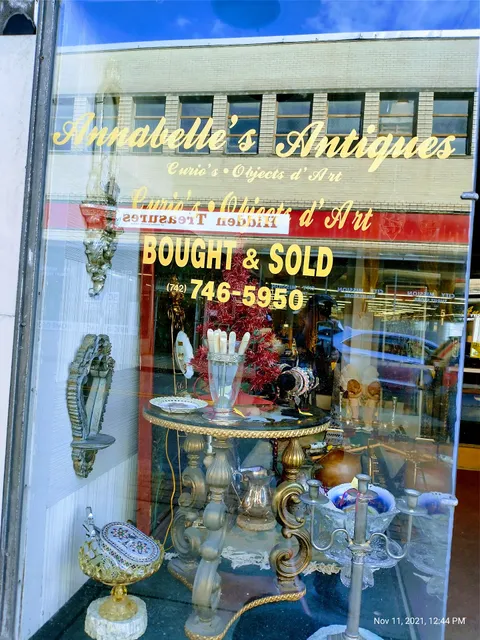 Annabelle's Antiques
Curio's • Objects d' Art
Curio's • Objects d' Art
Hidden Treasures
BOUGHT & SOLD
(742) 746-5950
Nov 11, 2021, 12:44 PM